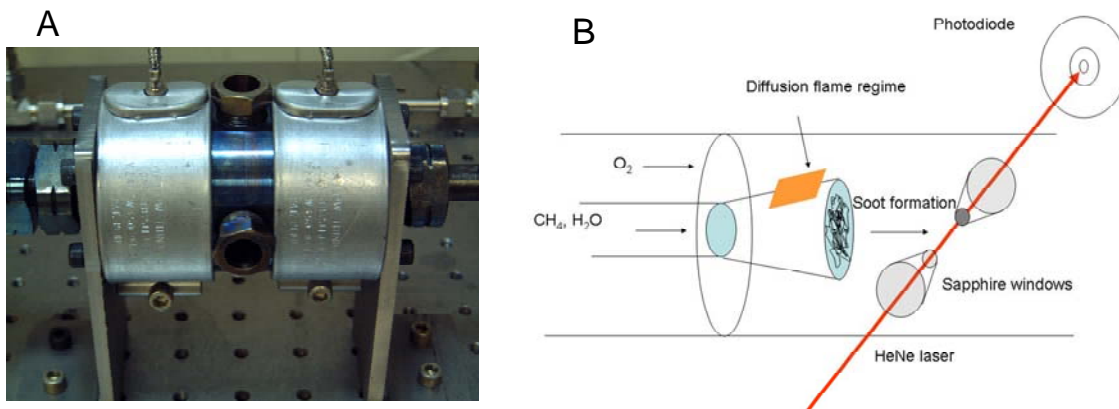 A
B
Photodiode
Diffusion flame regime
O₂
CH₄, H₂O
Soot formation
Sapphire windows
HeNe laser